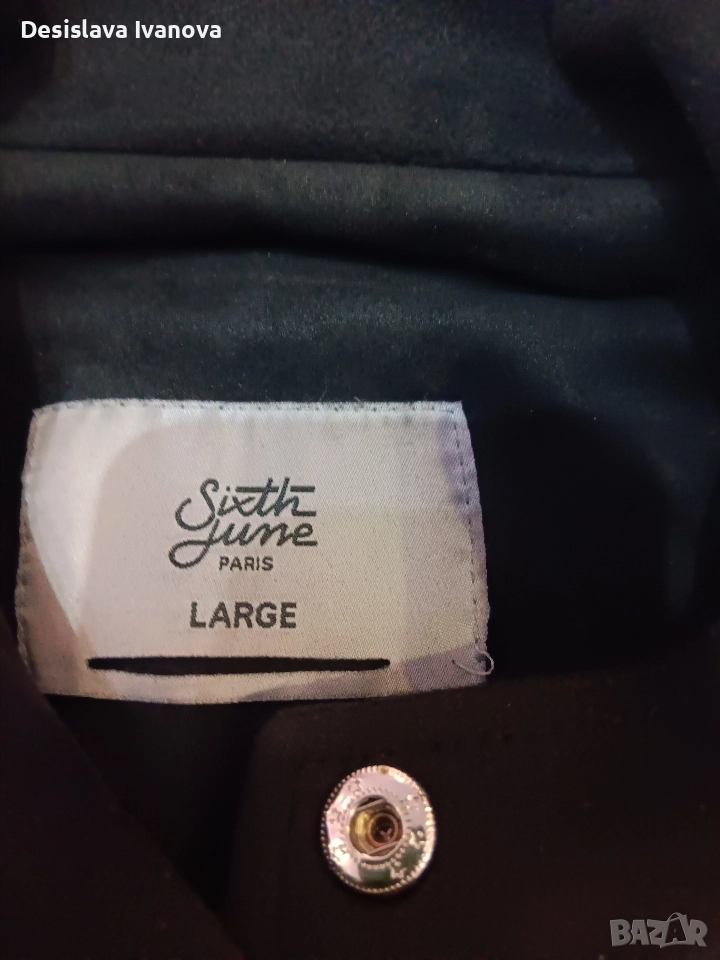 Desislava Ivanova
Sixth
June
PARIS
LARGE
BAZAR